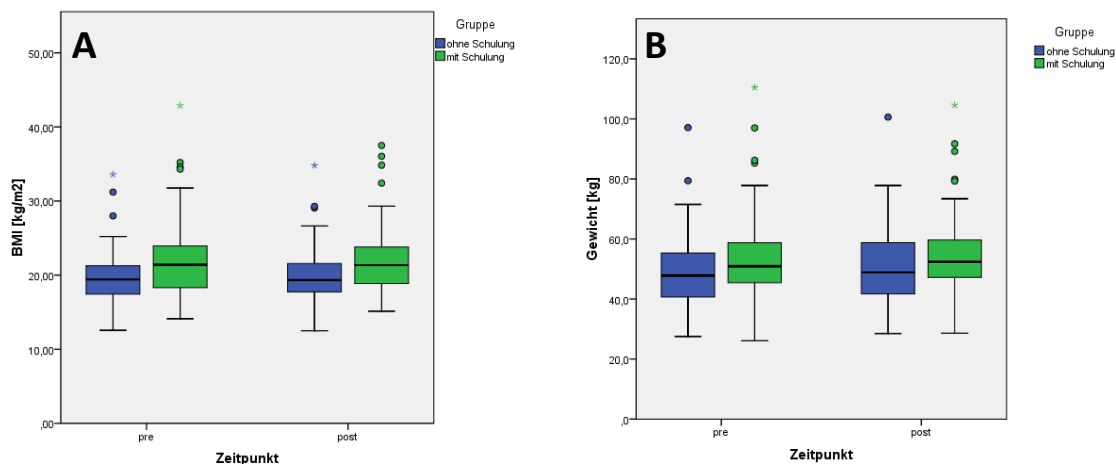 A
Gruppe
ohne Schulung
mit Schulung
BMI [kg/m2]
50,00
40,00
30,00
20,00
10,00
,00
pre
post
Zeitpunkt
B
Gruppe
ohne Schulung
mit Schulung
Gewicht [kg]
120,0
100,0
80,0
60,0
40,0
20,0
,0
pre
post
Zeitpunkt